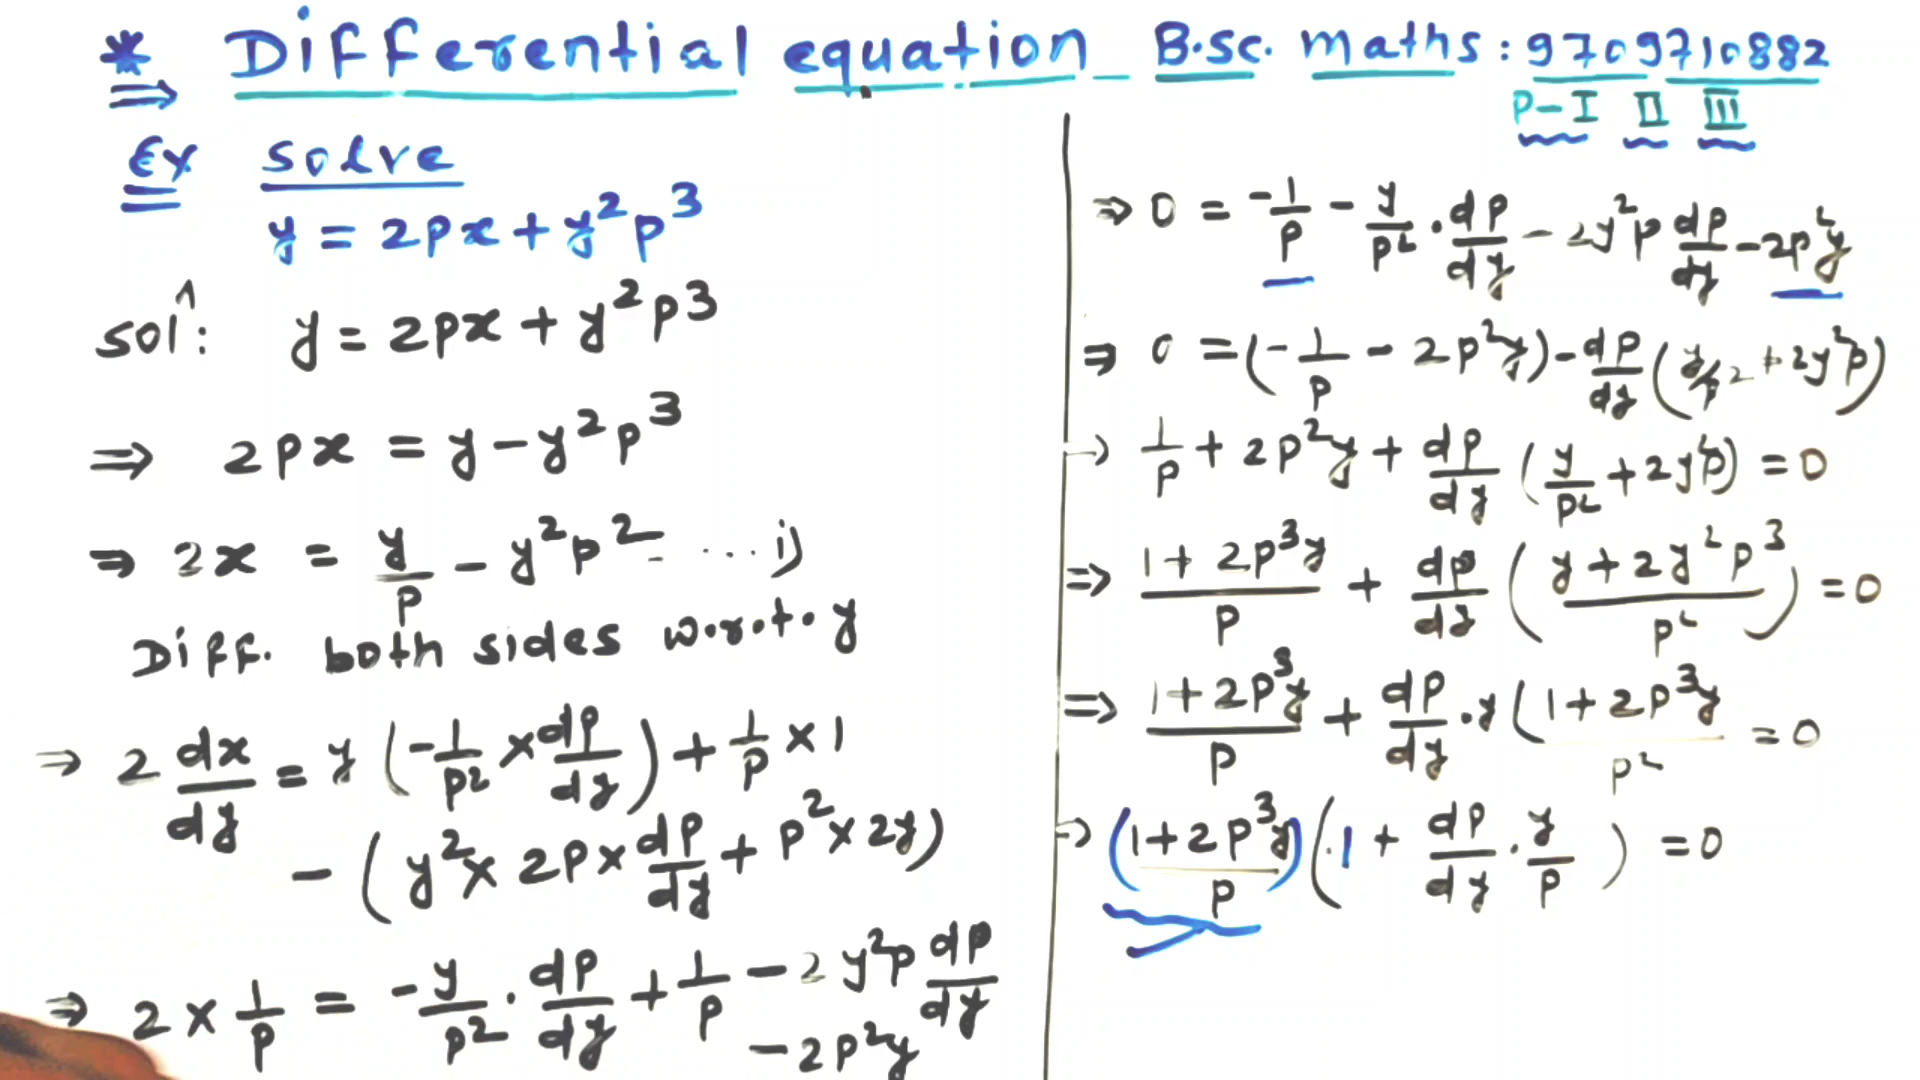 * Differential equation B.sc. maths: 9709710882
P-I II III
⇒
Ex solve
y = 2px + y²p³
Solⁿ: y = 2px + y²p³
⇒ 2px = y - y²p³
⇒ 2x = y/p - y²p² - ...i)
Diff. both sides w.r.t. y
⇒ 2 dx/dy = y (-1/p² × dp/dy) + 1/p × 1
- (y² × 2p × dp/dy + p² × 2y)
⇒ 2 × 1/p = -y/p² · dp/dy + 1/p - 2y²p dp/dy
- 2p²y
⇒ 0 = -1/p - y/p² · dp/dy - 2y²p dp/dy - 2p²y
⇒ 0 = (-1/p - 2p²y) - dp/dy (y/p² + 2y²p)
→ 1/p + 2p²y + dp/dy (y/p² + 2y²p) = 0
⇒ (1 + 2p³y)/p + dp/dy ((y + 2y²p³)/p²) = 0
⇒ (1 + 2p³y)/p + dp/dy · y (1 + 2p³y/p² = 0
→ ((1 + 2p³y)/p) (1 + dp/dy · y/p) = 0